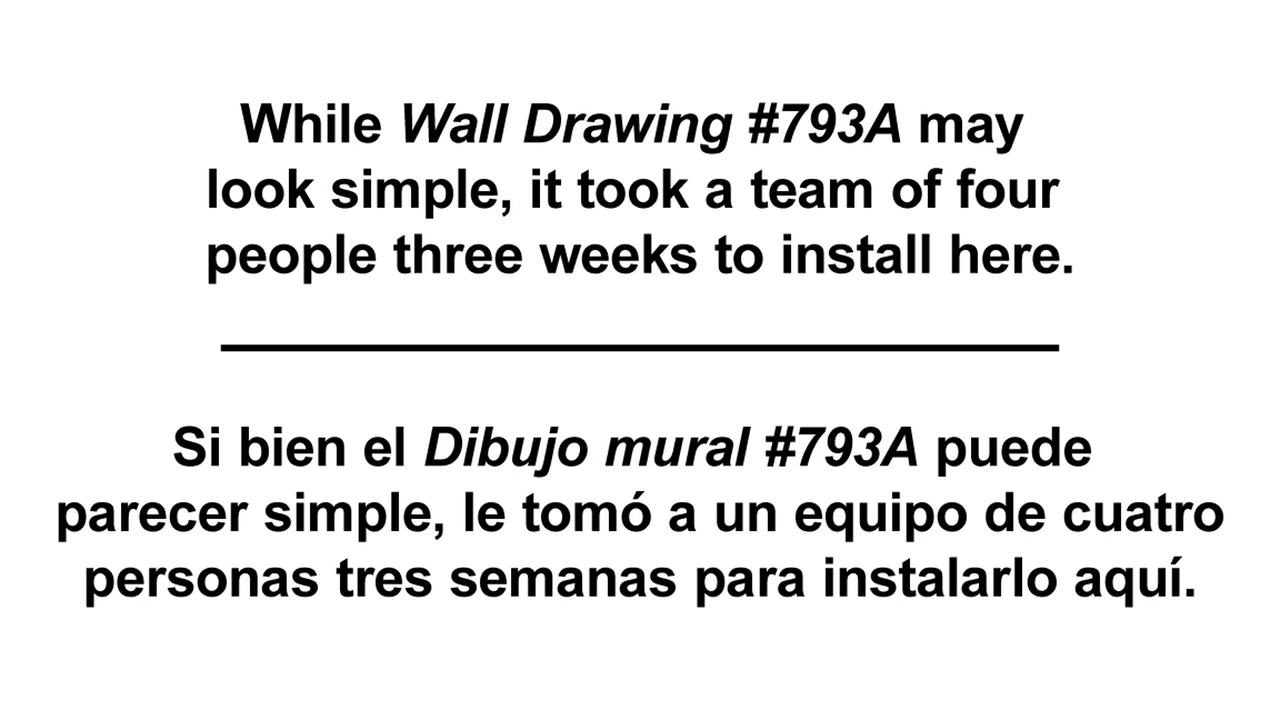 While Wall Drawing #793A may
look simple, it took a team of four
people three weeks to install here.
Si bien el Dibujo mural #793A puede
parecer simple, le tomó a un equipo de cuatro
personas tres semanas para instalarlo aquí.